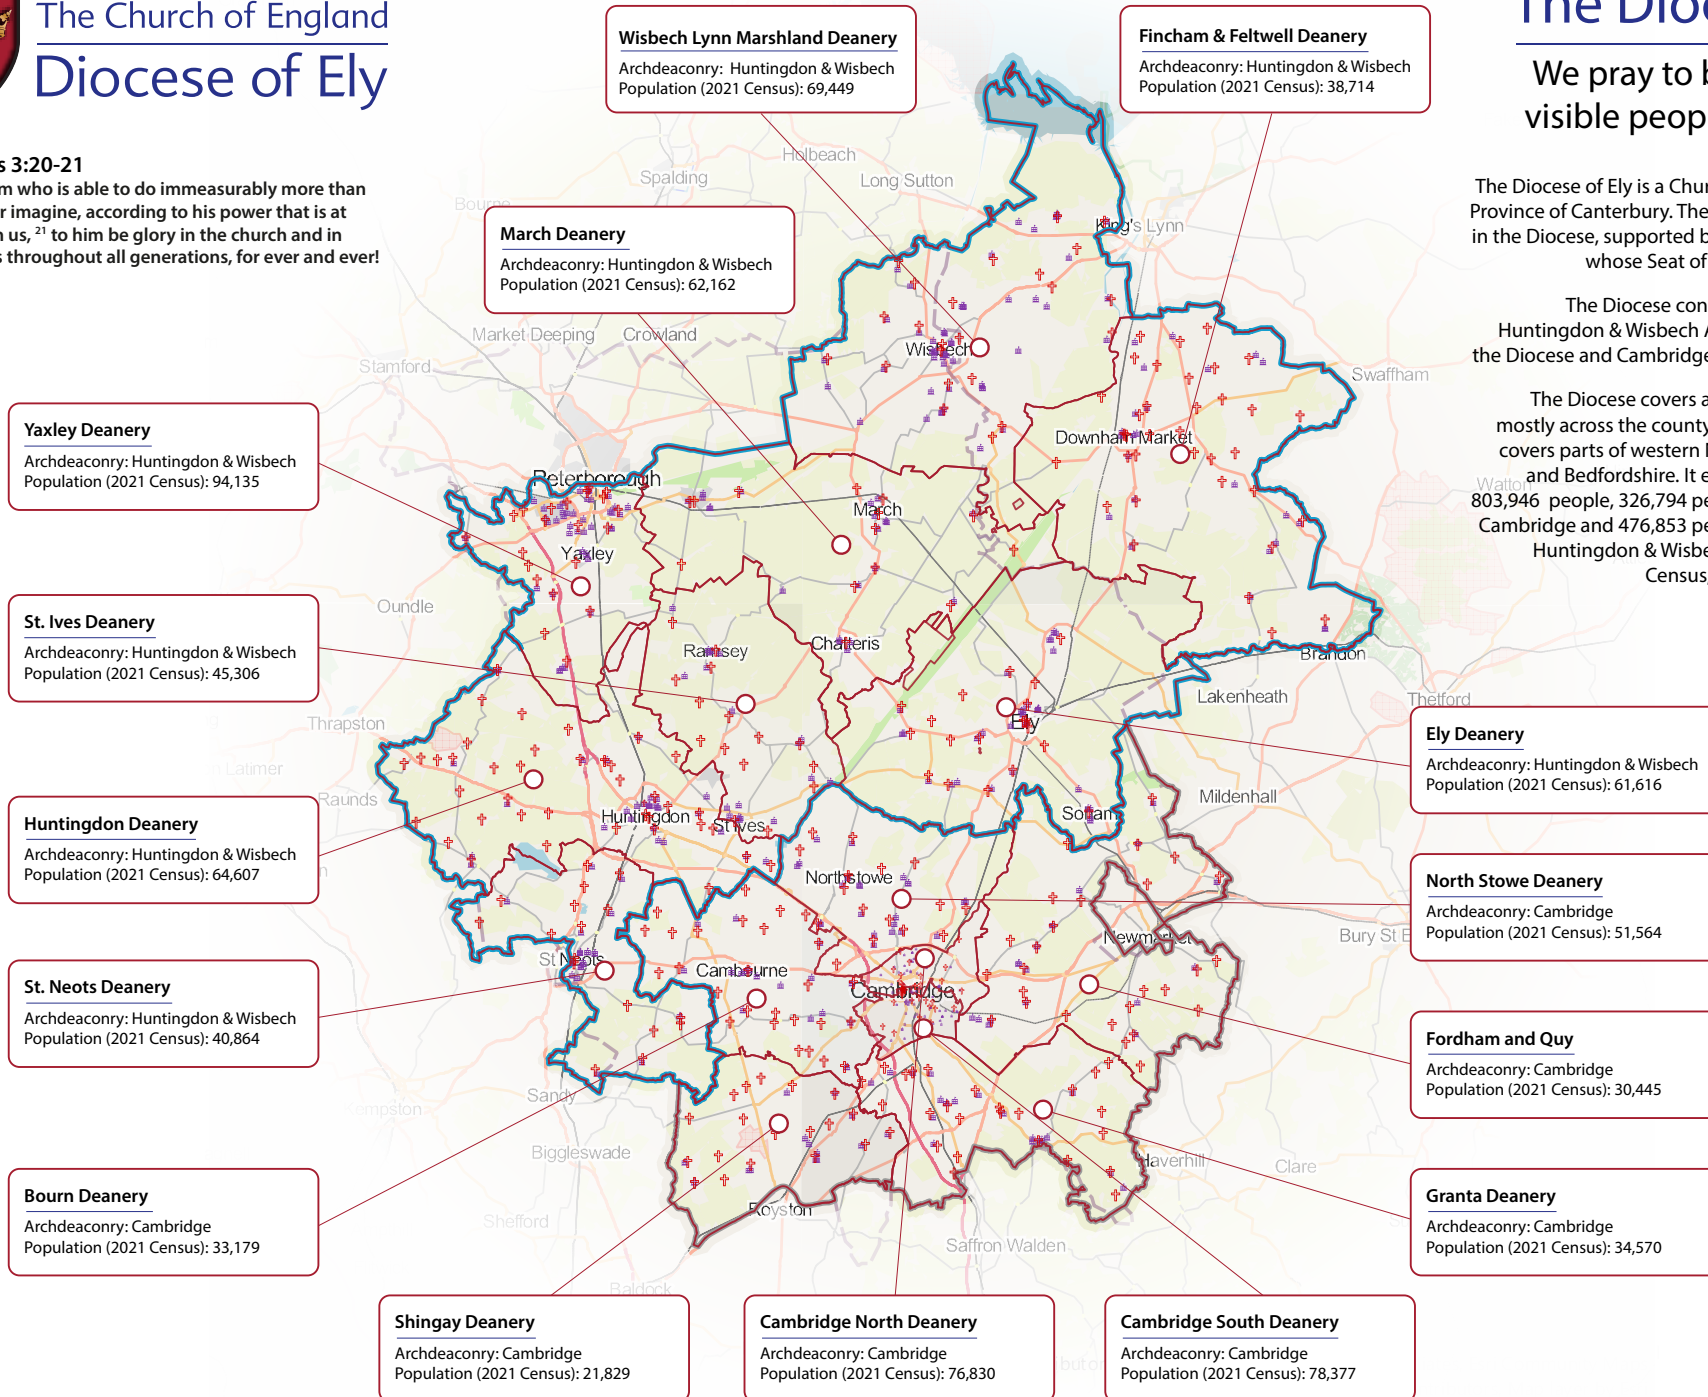 The Church of England
Diocese of Ely
s 3:20-21
m who is able to do immeasurably more than
r imagine, according to his power that is at
n us, 21 to him be glory in the church and in
s throughout all generations, for ever and ever!
Wisbech Lynn Marshland Deanery
Archdeaconry: Huntingdon & Wisbech
Population (2021 Census): 69,449
Fincham & Feltwell Deanery
Archdeaconry: Huntingdon & Wisbech
Population (2021 Census): 38,714
The Dioc
We pray to b
visible peop
The Diocese of Ely is a Chur
Province of Canterbury. The
in the Diocese, supported b
whose Seat of
The Diocese con
Huntingdon & Wisbech A
the Diocese and Cambridge
The Diocese covers a
mostly across the county
covers parts of western
and Bedfordshire. It e
803,946 people, 326,794 pe
Cambridge and 476,853 pe
Huntingdon & Wisbe
Census,
March Deanery
Archdeaconry: Huntingdon & Wisbech
Population (2021 Census): 62,162
Yaxley Deanery
Archdeaconry: Huntingdon & Wisbech
Population (2021 Census): 94,135
St. Ives Deanery
Archdeaconry: Huntingdon & Wisbech
Population (2021 Census): 45,306
Huntingdon Deanery
Archdeaconry: Huntingdon & Wisbech
Population (2021 Census): 64,607
St. Neots Deanery
Archdeaconry: Huntingdon & Wisbech
Population (2021 Census): 40,864
Bourn Deanery
Archdeaconry: Cambridge
Population (2021 Census): 33,179
Ely Deanery
Archdeaconry: Huntingdon & Wisbech
Population (2021 Census): 61,616
North Stowe Deanery
Archdeaconry: Cambridge
Population (2021 Census): 51,564
Fordham and Quy
Archdeaconry: Cambridge
Population (2021 Census): 30,445
Granta Deanery
Archdeaconry: Cambridge
Population (2021 Census): 34,570
Shingay Deanery
Archdeaconry: Cambridge
Population (2021 Census): 21,829
Cambridge North Deanery
Archdeaconry: Cambridge
Population (2021 Census): 76,830
Cambridge South Deanery
Archdeaconry: Cambridge
Population (2021 Census): 78,377
Holbeach
Spalding
Long Sutton
Bourne
King's Lynn
Market Deeping
Crowland
Wisbech
Stamford
Swaffham
Downham Market
Peterborough
Watton
March
Yaxley
Oundle
Ramsey
Chatteris
Brandon
Lakenheath
Thetford
Thrapston
Ely
Latimer
Raunds
Mildenhall
Huntingdon
St Ives
Soham
Northstowe
Newmarket
Bury St E
St Neots
Cambourne
Cambridge
Sandy
Kempston
Biggleswade
Haverhill
Clare
Shefford
Royston
Saffron Walden
Baldock